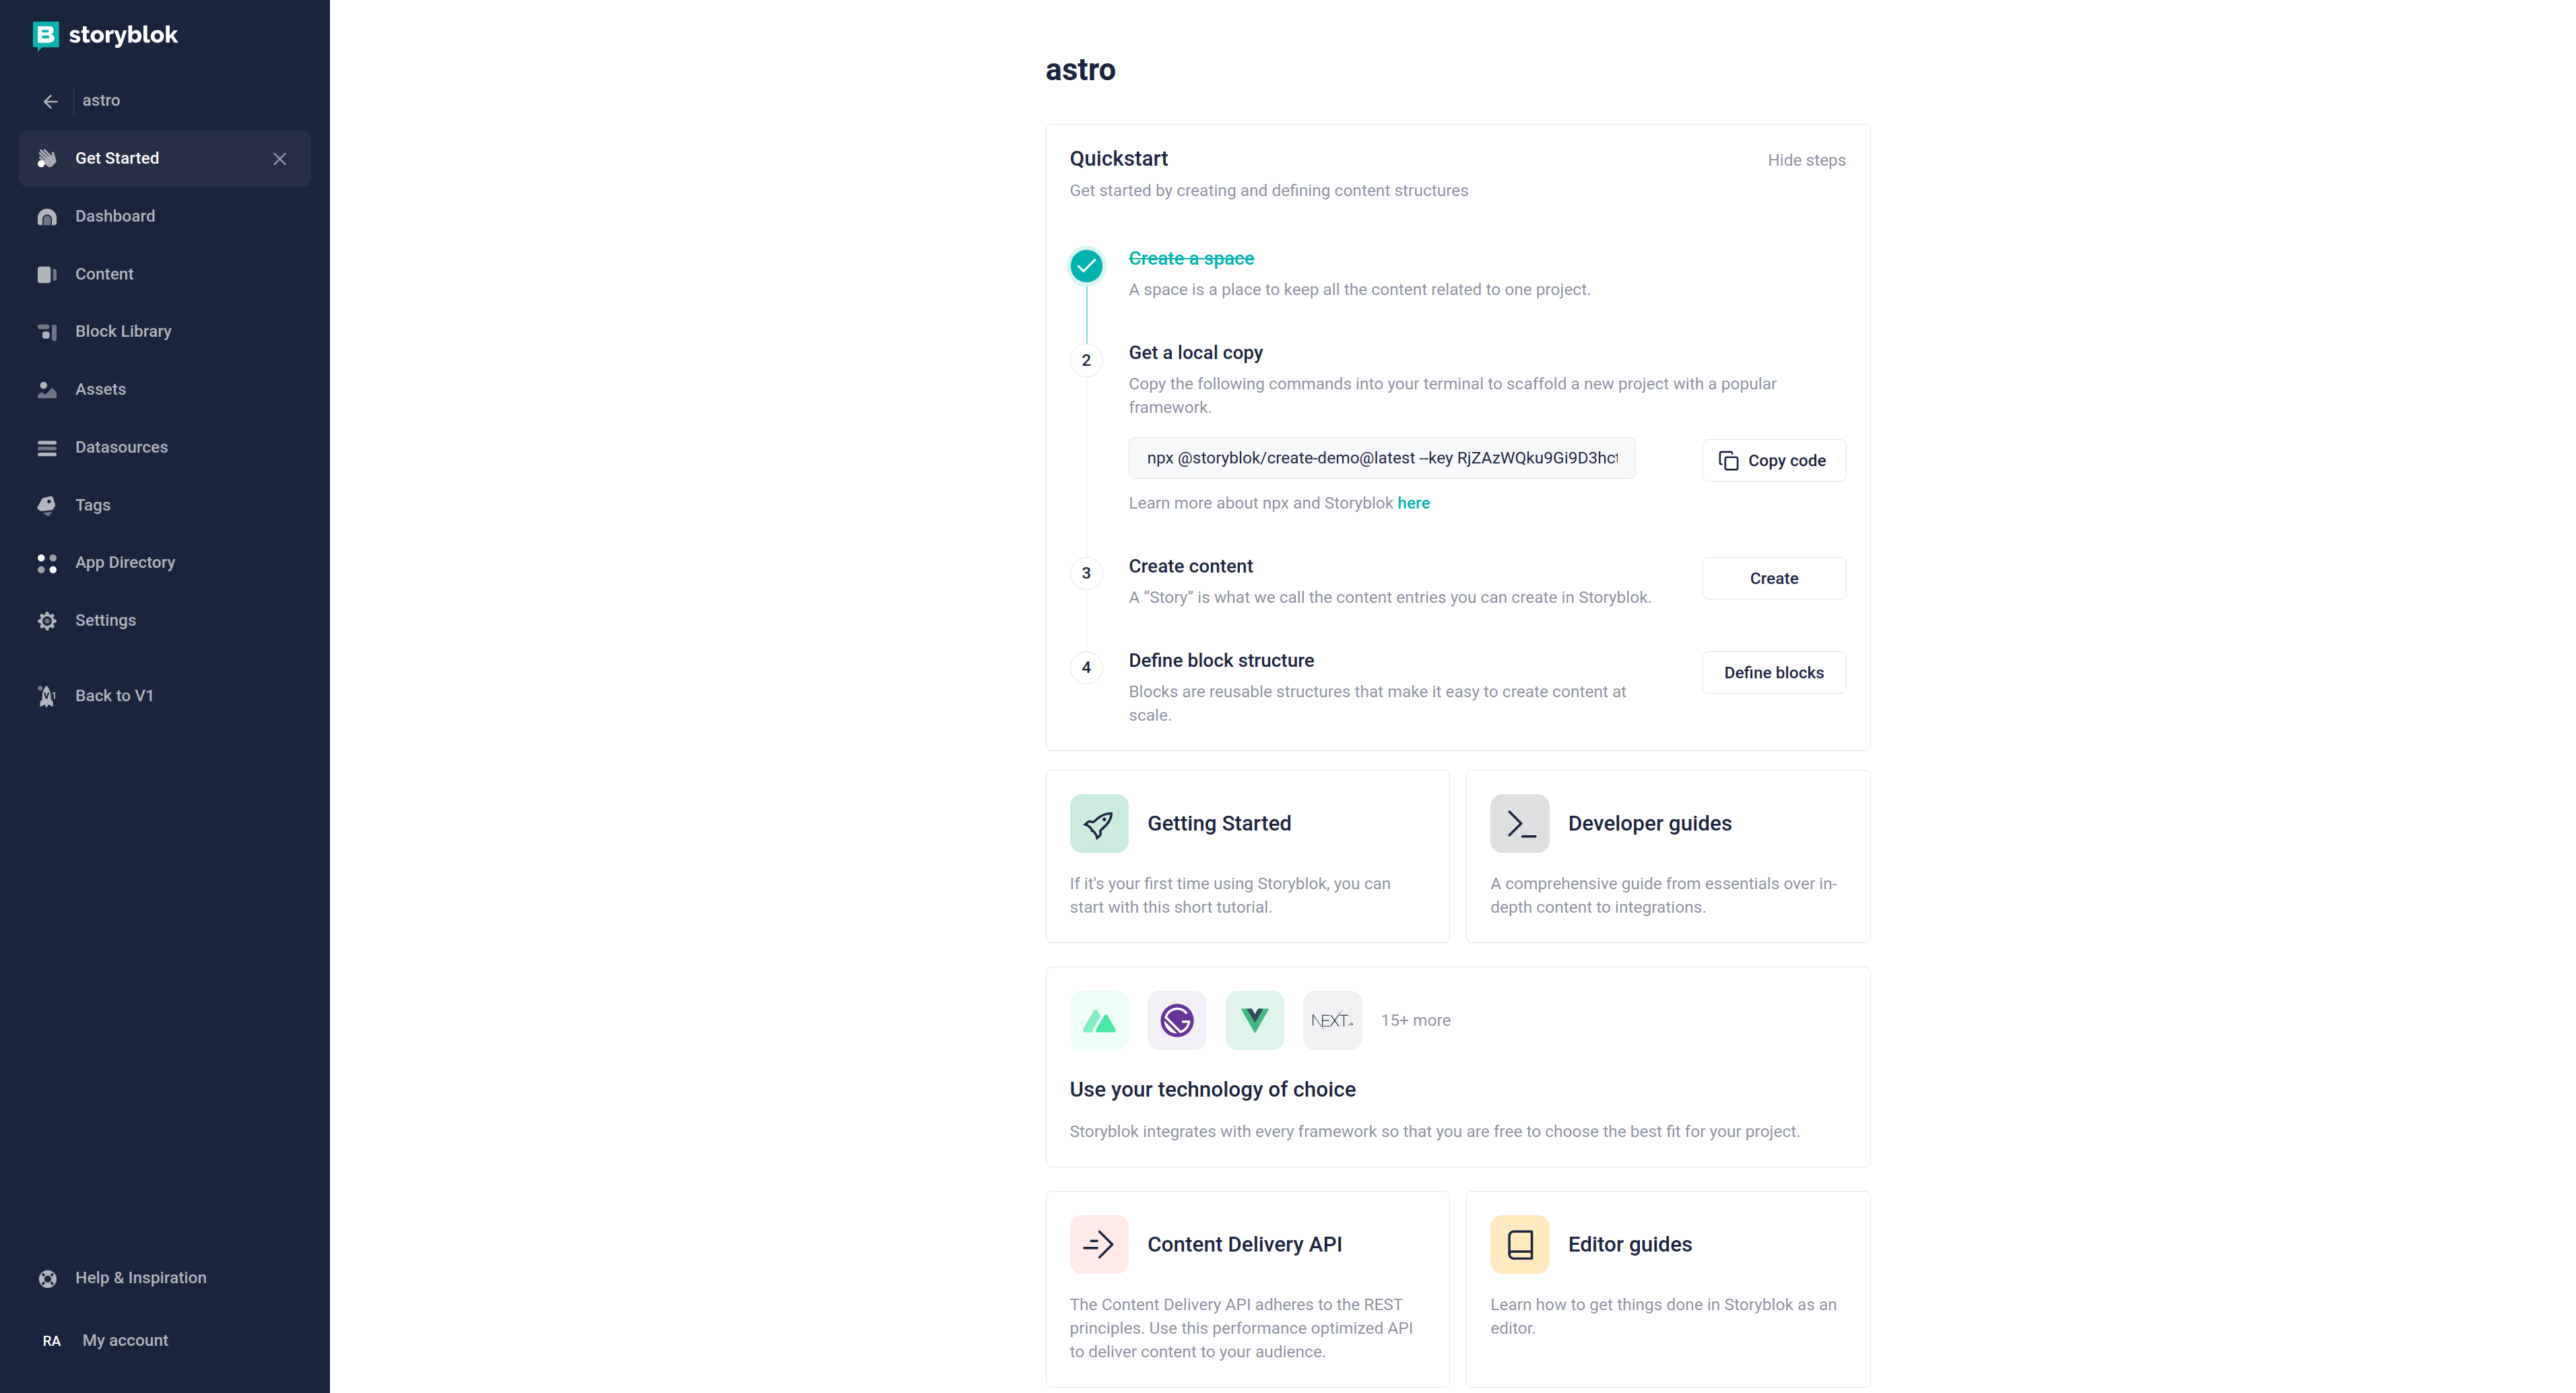 storyblok
astro
Get Started
Dashboard
Content
Block Library
Assets
Datasources
Tags
App Directory
Settings
Back to V1
Help & Inspiration
RA My account
astro
Quickstart
Hide steps
Get started by creating and defining content structures
Create a space
A space is a place to keep all the content related to one project.
2 Get a local copy
Copy the following commands into your terminal to scaffold a new project with a popular
framework.
npx @storyblok/create-demo@latest --key RjZAzWQku9Gi9D3hct
Copy code
Learn more about npx and Storyblok here
3 Create content
A “Story” is what we call the content entries you can create in Storyblok.
Create
4 Define block structure
Blocks are reusable structures that make it easy to create content at
scale.
Define blocks
Getting Started
If it's your first time using Storyblok, you can
start with this short tutorial.
Developer guides
A comprehensive guide from essentials over in-
depth content to integrations.
NEXT 15+ more
Use your technology of choice
Storyblok integrates with every framework so that you are free to choose the best fit for your project.
Content Delivery API
The Content Delivery API adheres to the REST
principles. Use this performance optimized API
to deliver content to your audience.
Editor guides
Learn how to get things done in Storyblok as an
editor.